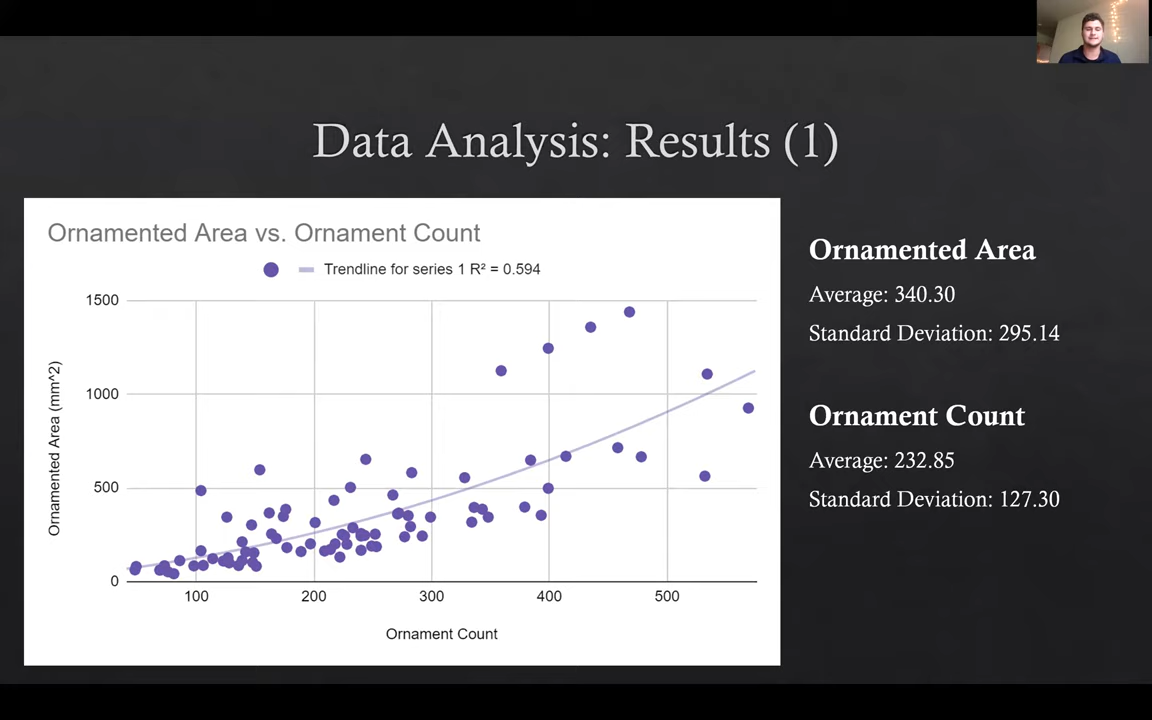 Data Analysis: Results (1)
Ornamented Area vs. Ornament Count
Trendline for series 1 R² = 0.594
1500
1000
500
0
Ornamented Area (mm^2)
100 200 300 400 500
Ornament Count
Ornamented Area
Average: 340.30
Standard Deviation: 295.14
Ornament Count
Average: 232.85
Standard Deviation: 127.30